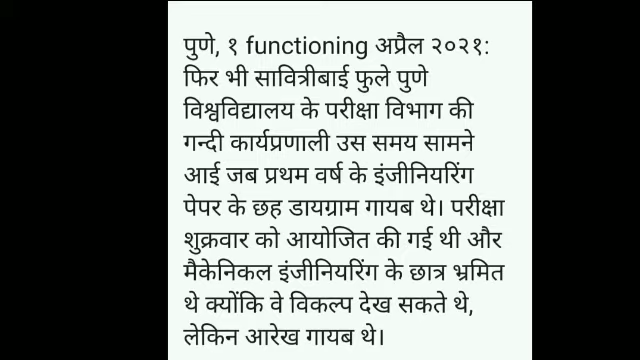 पुणे, १ functioning अप्रैल २०२१:
फिर भी सावित्रीबाई फुले पुणे
विश्वविद्यालय के परीक्षा विभाग की
गन्दी कार्यप्रणाली उस समय सामने
आई जब प्रथम वर्ष के इंजीनियरिंग
पेपर के छह डायग्राम गायब थे। परीक्षा
शुक्रवार को आयोजित की गई थी और
मैकेनिकल इंजीनियरिंग के छात्र भ्रमित
थे क्योंकि वे विकल्प देख सकते थे,
लेकिन आरेख गायब थे।